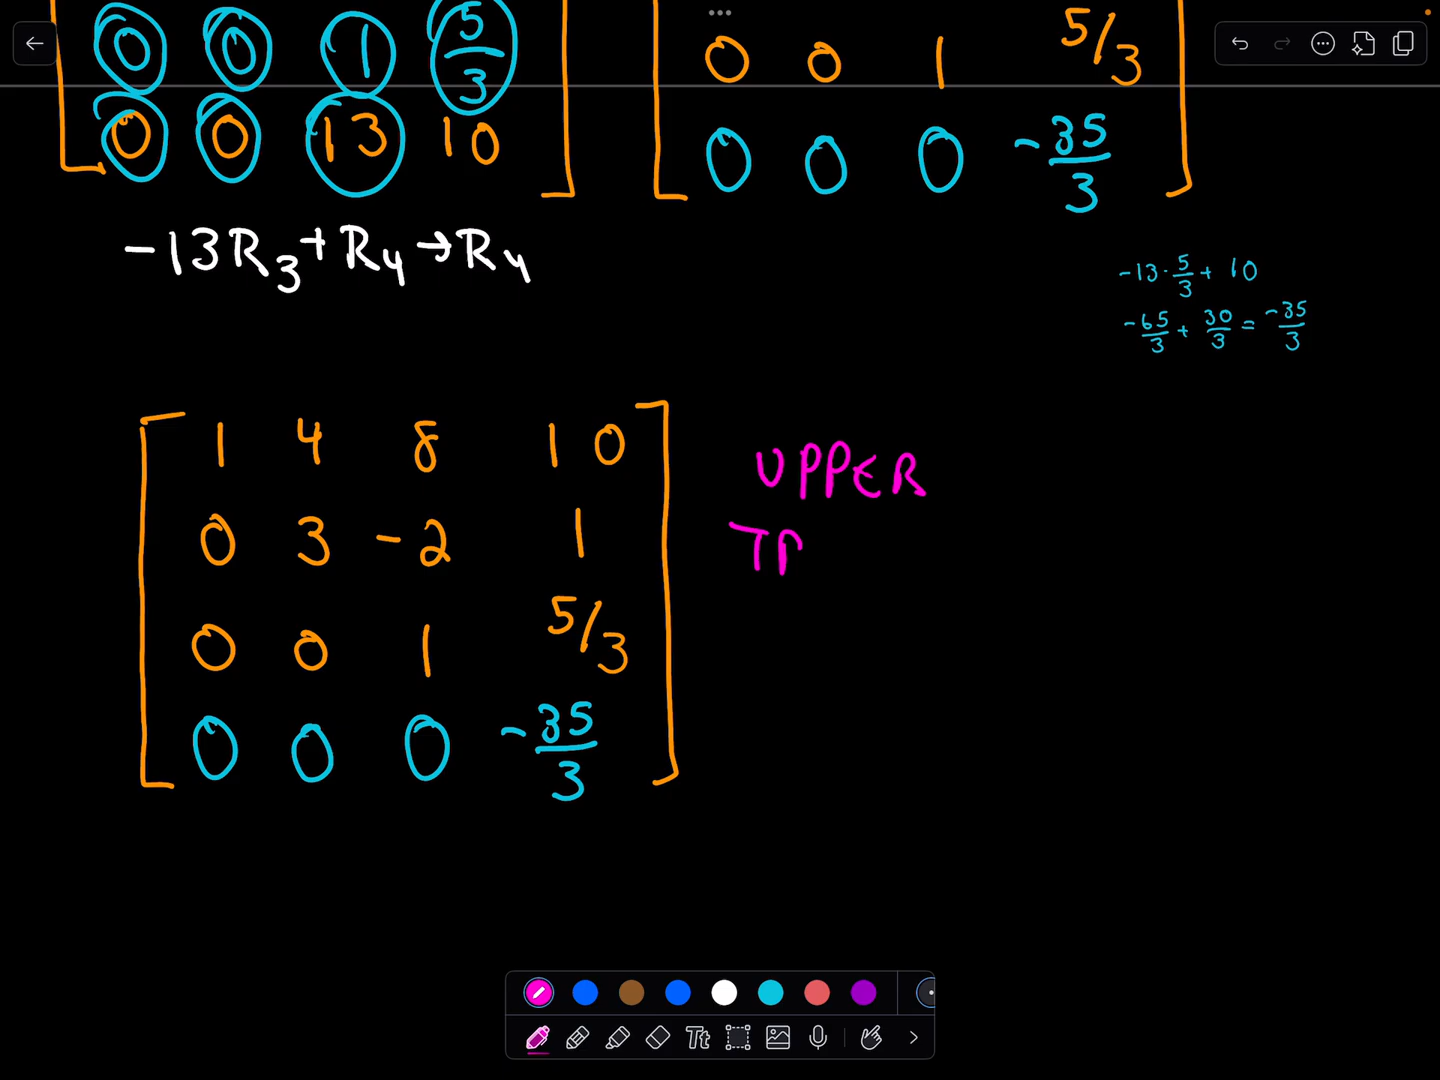 0 0 1 5/3
0 0 13 10
0 0 1 5/3
0 0 0 -35/3
-13R₃+R₄→R₄
-13·5/3+10
-65/3+30/3=-35/3
1 4 8 10
0 3 -2 1
0 0 1 5/3
0 0 0 -35/3
UPPER
TR
Tt